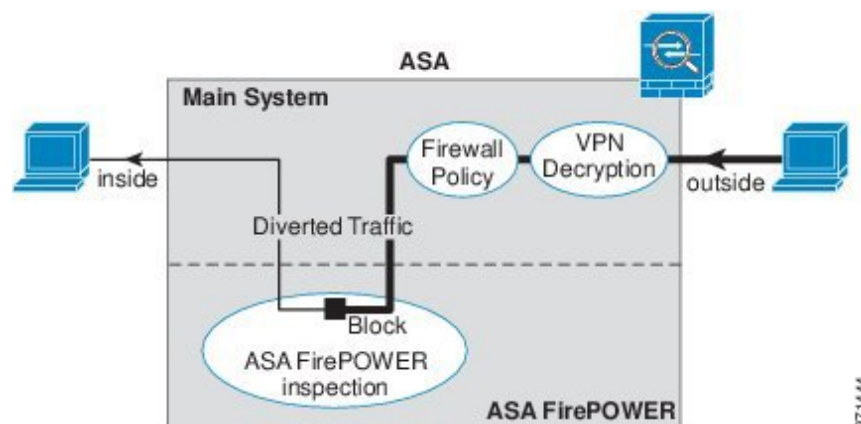 ASA
Main System
Firewall
Policy
VPN
Decryption
inside
outside
Diverted Traffic
Block
ASA FirePOWER
inspection
ASA FirePOWER